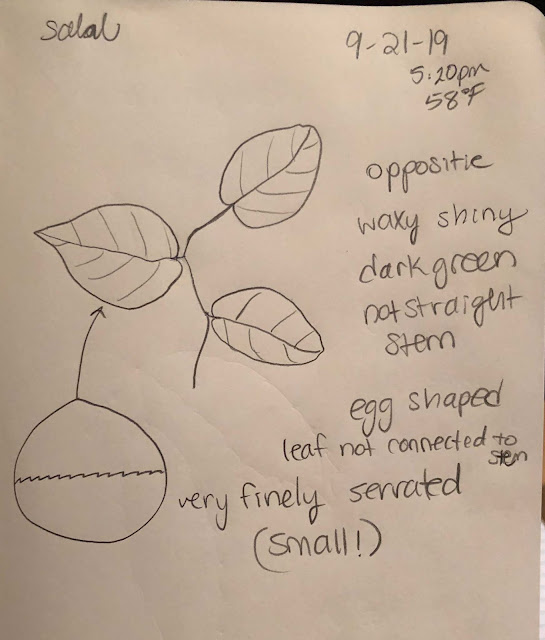 salal
9-21-19
5:20pm
58°F
oppositie
waxy shiny
dark green
not straight
stem
egg shaped
leaf not connected to
stem
very finely serrated
(small!)